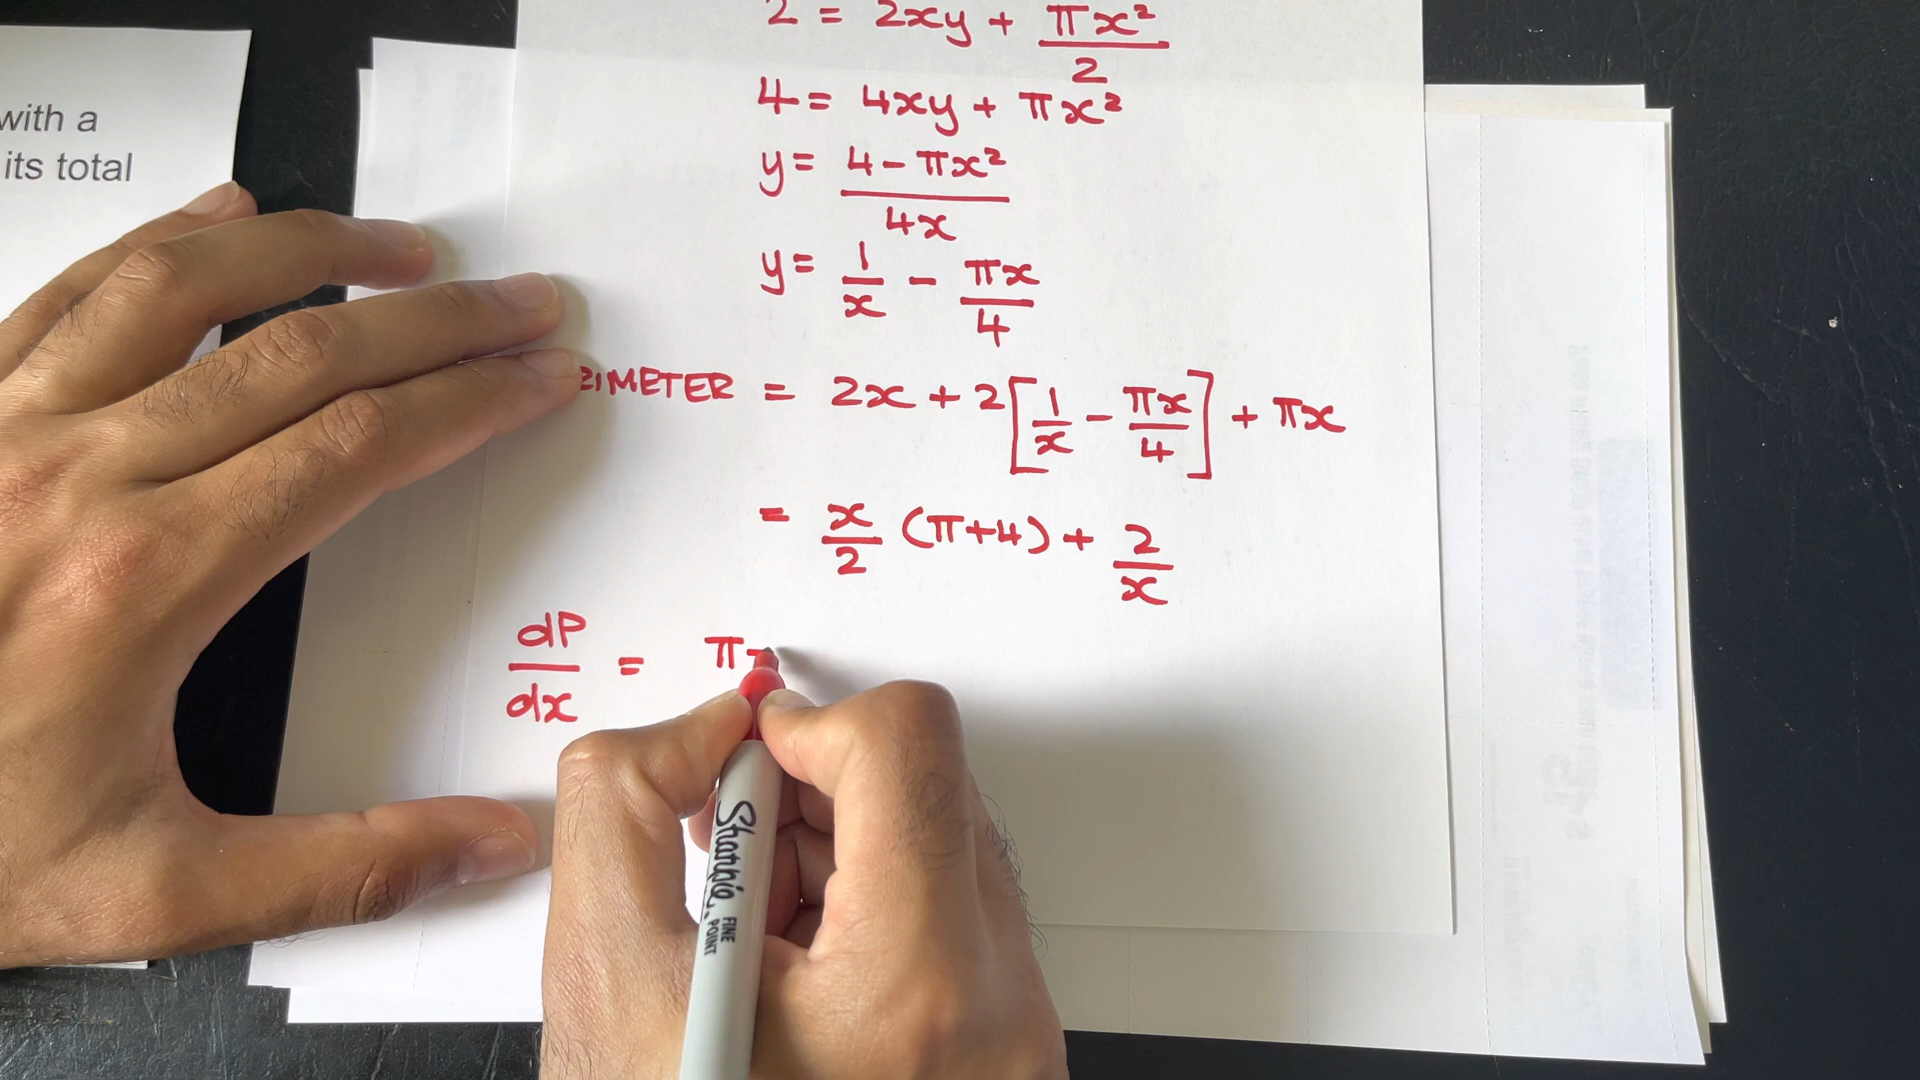 with a
its total
2 = 2xy + πx²/2
4 = 4xy + πx²
y = 4 - πx²/4x
y = 1/x - πx/4
RIMETER = 2x + 2[1/x - πx/4] + πx
= x/2 (π+4) + 2/x
dP/dx = π
Sharpie.
FINE POINT